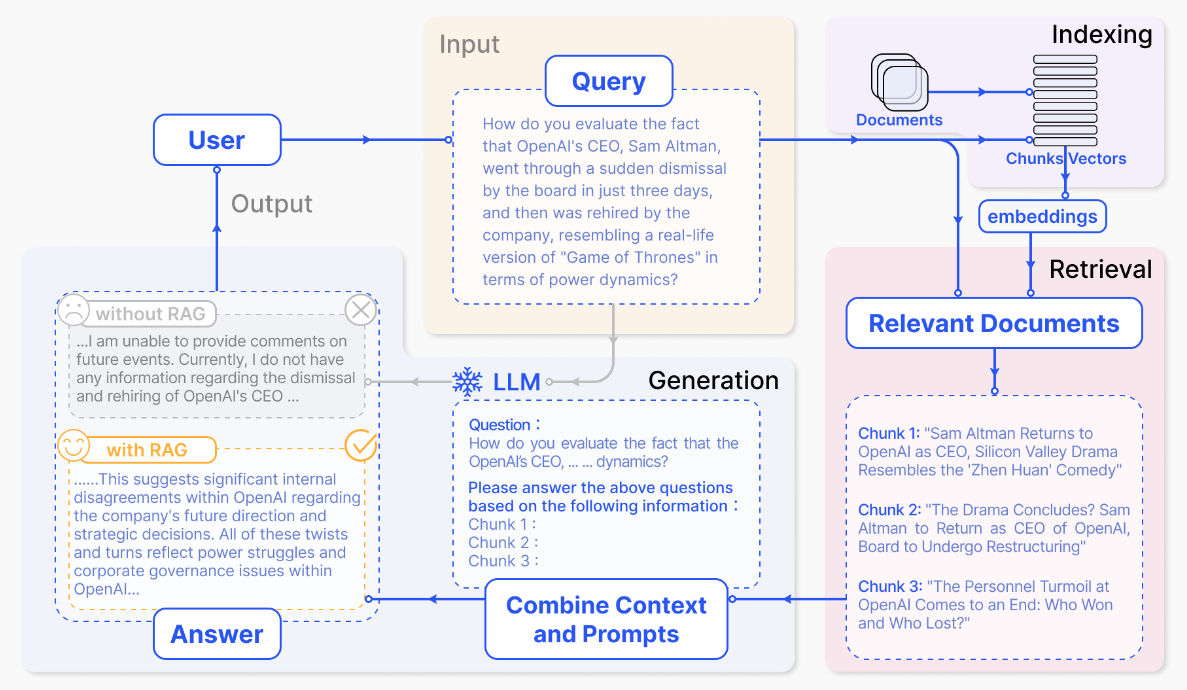 Input
Query
How do you evaluate the fact
that OpenAI's CEO, Sam Altman,
went through a sudden dismissal
by the board in just three days,
and then was rehired by the
company, resembling a real-life
version of "Game of Thrones" in
terms of power dynamics?
Indexing
Documents
Chunks Vectors
embeddings
User
Output
Retrieval
Relevant Documents
Chunk 1: "Sam Altman Returns to
OpenAI as CEO, Silicon Valley Drama
Resembles the 'Zhen Huan' Comedy"
Chunk 2: "The Drama Concludes? Sam
Altman to Return as CEO of OpenAI,
Board to Undergo Restructuring"
Chunk 3: "The Personnel Turmoil at
OpenAI Comes to an End: Who Won
and Who Lost?"
Generation
LLM
Question：
How do you evaluate the fact that the
OpenAI's CEO, ... ... dynamics?
Please answer the above questions
based on the following information：
Chunk 1 :
Chunk 2 :
Chunk 3 :
Combine Context
and Prompts
without RAG
...I am unable to provide comments on
future events. Currently, I do not have
any information regarding the dismissal
and rehiring of OpenAI's CEO ...
with RAG
......This suggests significant internal
disagreements within OpenAI regarding
the company's future direction and
strategic decisions. All of these twists
and turns reflect power struggles and
corporate governance issues within
OpenAI...
Answer